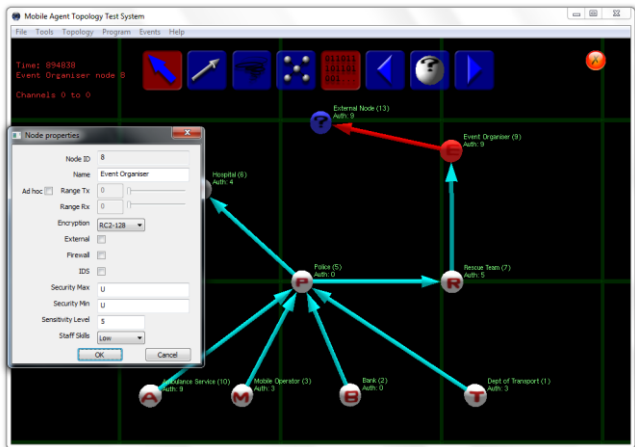 Mobile Agent Topology Test System
File Tools Topology Program Events Help
Time: 894838
Event Organiser node 8
Channels 0 to 0
011011
101101
001...
?
X
External Node (13)
Auth: 9
?
Event Organiser (9)
Auth: 9
E
Node properties
Node ID 8
Name Event Organiser
Ad hoc Range Tx 0
Range Rx 0
Encryption RC2-128
External
Firewall
IDS
Security Max U
Security Min U
Sensitivity Level 5
Staff Skills Low
OK Cancel
Hospital (6)
Auth: 4
Police (5)
Auth: 0
P
Rescue Team (7)
Auth: 5
R
Ambulance Service (10)
Auth: 9
A
Mobile Operator (3)
Auth: 3
M
Bank (2)
Auth: 0
B
Dept of Transport (1)
Auth: 3
T